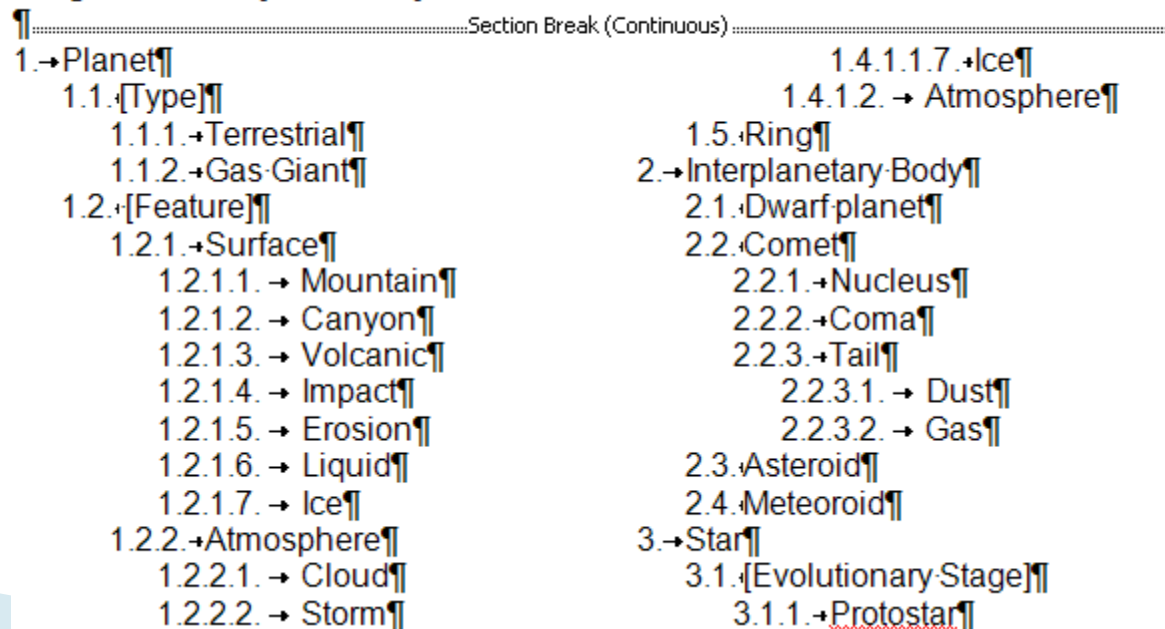 ¶ Section Break (Continuous)
1.→Planet¶
1.1.→[Type]¶
1.1.1.→Terrestrial¶
1.1.2.→Gas·Giant¶
1.2.→[Feature]¶
1.2.1.→Surface¶
1.2.1.1.→Mountain¶
1.2.1.2.→Canyon¶
1.2.1.3.→Volcanic¶
1.2.1.4.→Impact¶
1.2.1.5.→Erosion¶
1.2.1.6.→Liquid¶
1.2.1.7.→Ice¶
1.2.2.→Atmosphere¶
1.2.2.1.→Cloud¶
1.2.2.2.→Storm¶
1.4.1.1.7.→Ice¶
1.4.1.2.→Atmosphere¶
1.5.→Ring¶
2.→Interplanetary·Body¶
2.1.→Dwarf·planet¶
2.2.→Comet¶
2.2.1.→Nucleus¶
2.2.2.→Coma¶
2.2.3.→Tail¶
2.2.3.1.→Dust¶
2.2.3.2.→Gas¶
2.3.→Asteroid¶
2.4.→Meteoroid¶
3.→Star¶
3.1.→[Evolutionary·Stage]¶
3.1.1.→Protostar¶